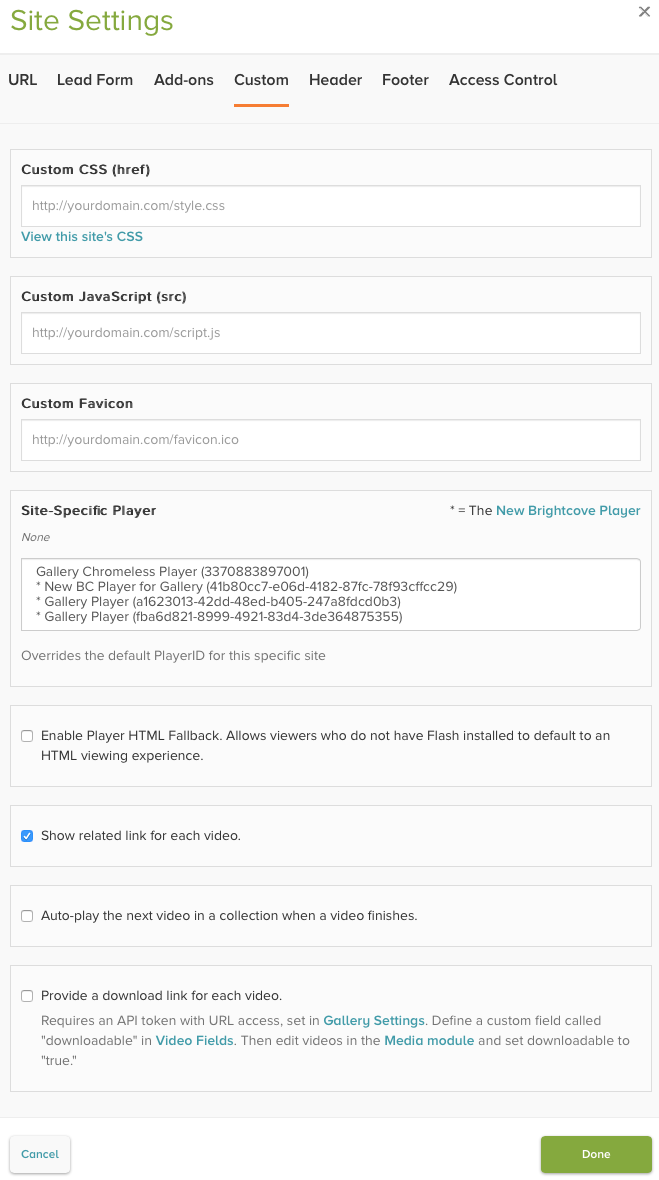 Site Settings
×
URL Lead Form Add-ons Custom Header Footer Access Control
Custom CSS (href)
http://yourdomain.com/style.css
View this site's CSS
Custom JavaScript (src)
http://yourdomain.com/script.js
Custom Favicon
http://yourdomain.com/favicon.ico
Site-Specific Player * = The New Brightcove Player
None
Gallery Chromeless Player (3370883897001)
* New BC Player for Gallery (41b80cc7-e06d-4182-87fc-78f93cffcc29)
* Gallery Player (a1623013-42dd-48ed-b405-247a8fdcd0b3)
* Gallery Player (fba6d821-8999-4921-83d4-3de364875355)
Overrides the default PlayerID for this specific site
Enable Player HTML Fallback. Allows viewers who do not have Flash installed to default to an
HTML viewing experience.
Show related link for each video.
Auto-play the next video in a collection when a video finishes.
Provide a download link for each video.
Requires an API token with URL access, set in Gallery Settings. Define a custom field called
"downloadable" in Video Fields. Then edit videos in the Media module and set downloadable to
"true."
Cancel Done